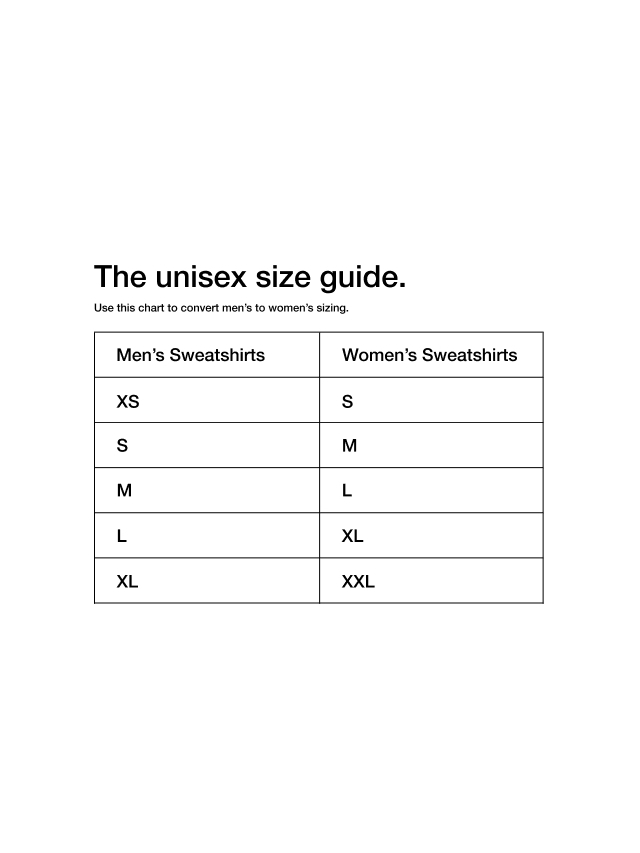 The unisex size guide.
Use this chart to convert men’s to women’s sizing.
Men’s Sweatshirts Women’s Sweatshirts
XS S
S M
M L
L XL
XL XXL